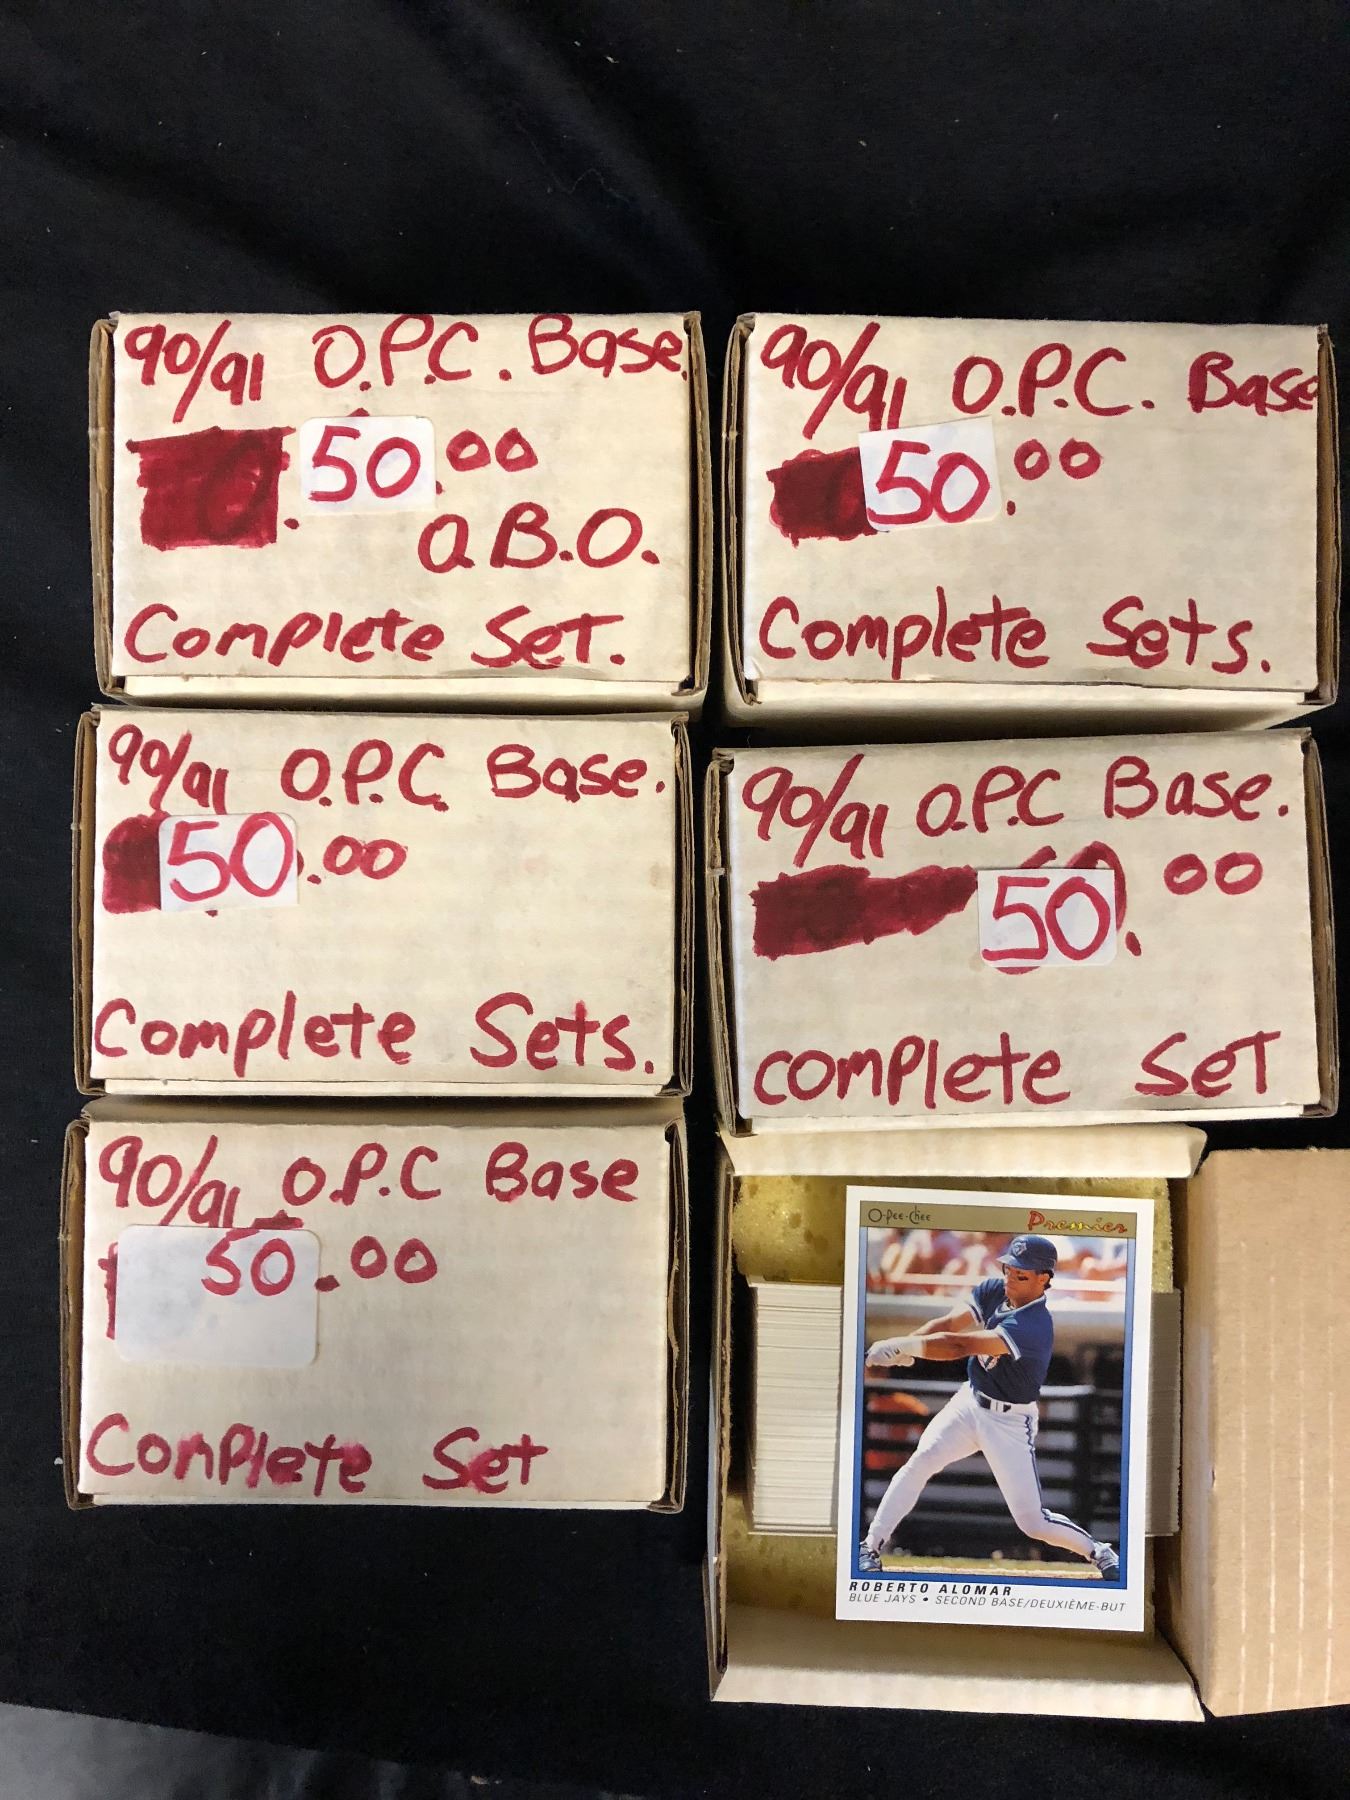 90/91 O.P.C. Base.
50.00
a B.O.
Complete Set.
90/91 O.P.C. Base
50.00
Complete Sets.
90/91 O.P.C. Base.
50.00
Complete Sets.
90/91 O.P.C Base.
50.00
Complete Set
90/91 O.P.C Base
50.00
Complete Set
O-Pee-Chee Premier
ROBERTO ALOMAR
BLUE JAYS • SECOND BASE/DEUXIÈME-BUT